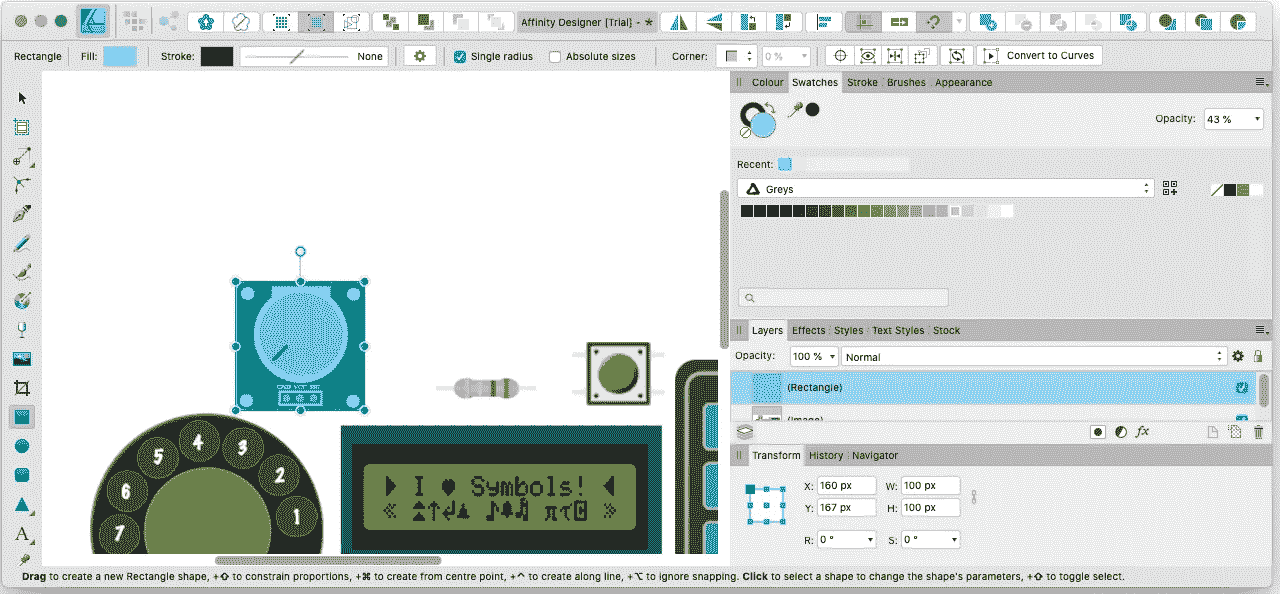 Affinity Designer [Trial] - *
Rectangle Fill: Stroke: None Single radius Absolute sizes Corner: 0 % Convert to Curves
Colour Swatches Stroke Brushes Appearance
Opacity: 43 %
Recent:
Greys
Layers Effects Styles Text Styles Stock
Opacity: 100 % Normal
(Rectangle)
(Image)
fx
Transform History Navigator
X: 160 px W: 100 px
Y: 167 px H: 100 px
R: 0 ° S: 0 °
5 4 3
6 2
7 1
I ♥ Symbols!
A
Drag to create a new Rectangle shape, +⇧ to constrain proportions, +⌘ to create from centre point, +^ to create along line, +⌥ to ignore snapping. Click to select a shape to change the shape's parameters, +⇧ to toggle select.